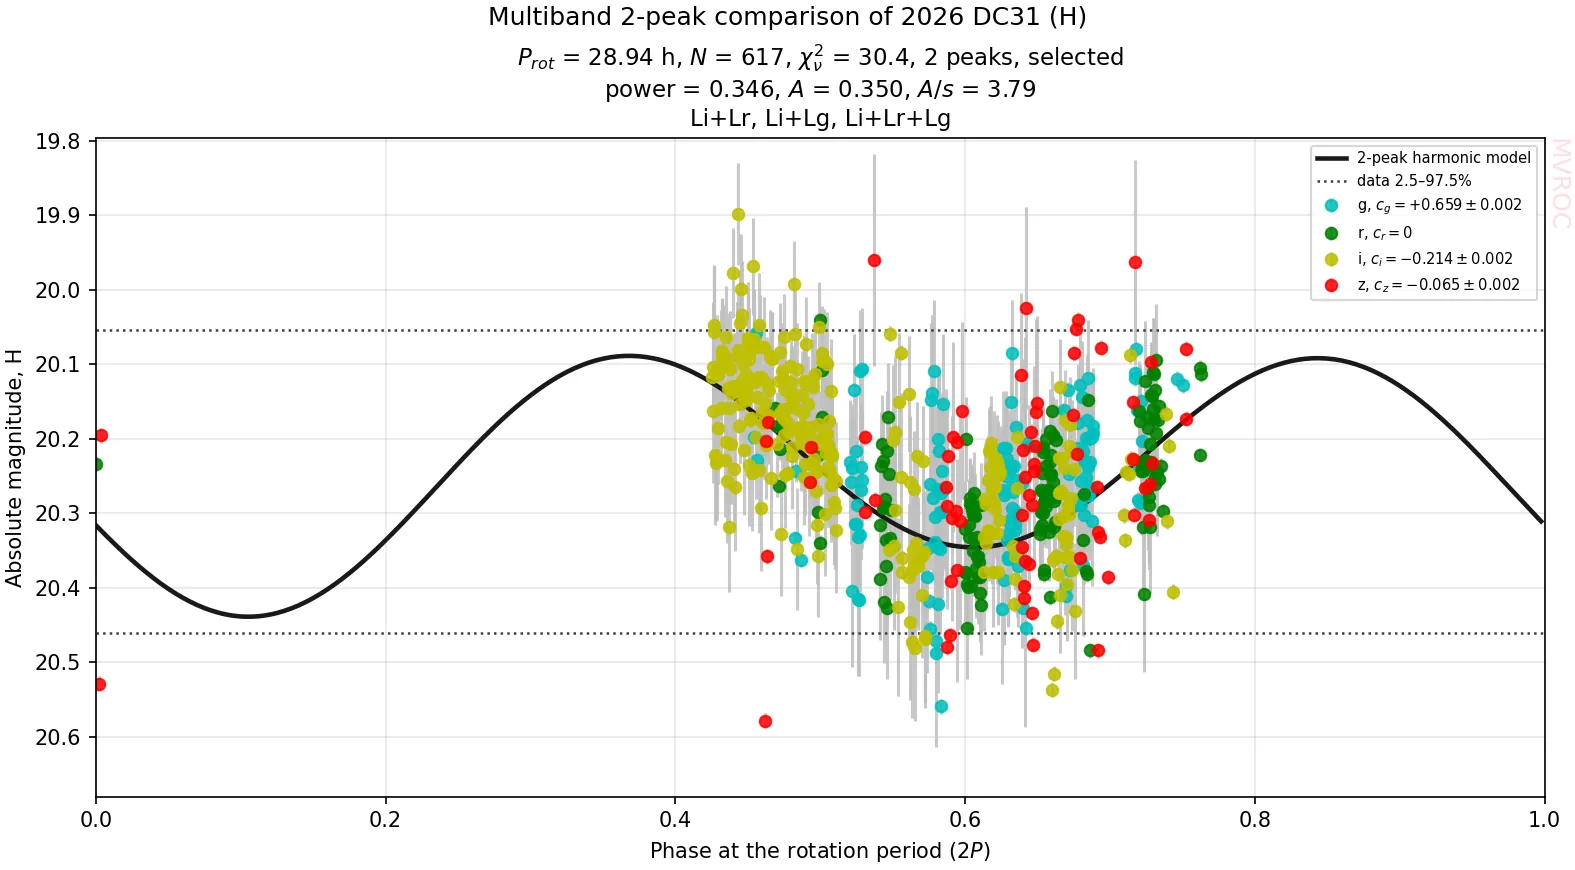 Multiband 2-peak comparison of 2026 DC31 (H)
P_rot = 28.94 h, N = 617, χ²_ν = 30.4, 2 peaks, selected
power = 0.346, A = 0.350, A/s = 3.79
Li+Lr, Li+Lg, Li+Lr+Lg
2-peak harmonic model
data 2.5–97.5%
g, c_g = +0.659 ± 0.002
r, c_r = 0
i, c_i = −0.214 ± 0.002
z, c_z = −0.065 ± 0.002
MVROC
Absolute magnitude, H
19.8
19.9
20.0
20.1
20.2
20.3
20.4
20.5
20.6
0.0 0.2 0.4 0.6 0.8 1.0
Phase at the rotation period (2P)